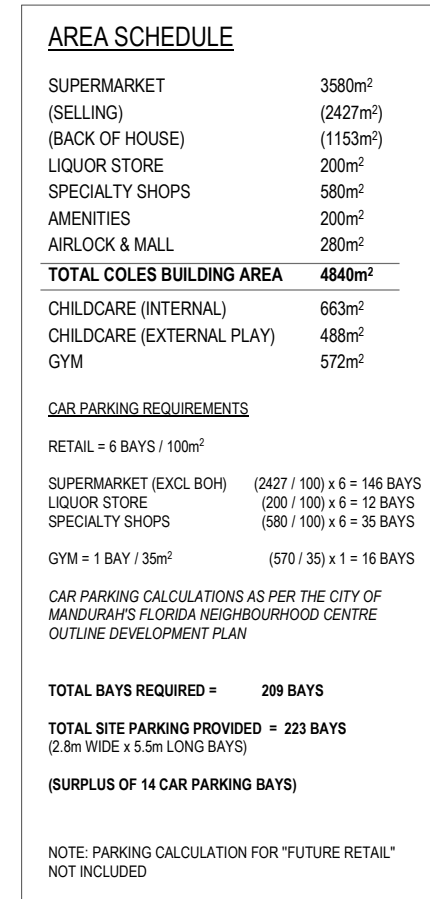 AREA SCHEDULE
SUPERMARKET 3580m²
(SELLING) (2427m²)
(BACK OF HOUSE) (1153m²)
LIQUOR STORE 200m²
SPECIALTY SHOPS 580m²
AMENITIES 200m²
AIRLOCK & MALL 280m²
TOTAL COLES BUILDING AREA 4840m²
CHILDCARE (INTERNAL) 663m²
CHILDCARE (EXTERNAL PLAY) 488m²
GYM 572m²
CAR PARKING REQUIREMENTS
RETAIL = 6 BAYS / 100m²
SUPERMARKET (EXCL BOH) (2427 / 100) x 6 = 146 BAYS
LIQUOR STORE (200 / 100) x 6 = 12 BAYS
SPECIALTY SHOPS (580 / 100) x 6 = 35 BAYS
GYM = 1 BAY / 35m² (570 / 35) x 1 = 16 BAYS
CAR PARKING CALCULATIONS AS PER THE CITY OF
MANDURAH'S FLORIDA NEIGHBOURHOOD CENTRE
OUTLINE DEVELOPMENT PLAN
TOTAL BAYS REQUIRED = 209 BAYS
TOTAL SITE PARKING PROVIDED = 223 BAYS
(2.8m WIDE x 5.5m LONG BAYS)
(SURPLUS OF 14 CAR PARKING BAYS)
NOTE: PARKING CALCULATION FOR "FUTURE RETAIL"
NOT INCLUDED